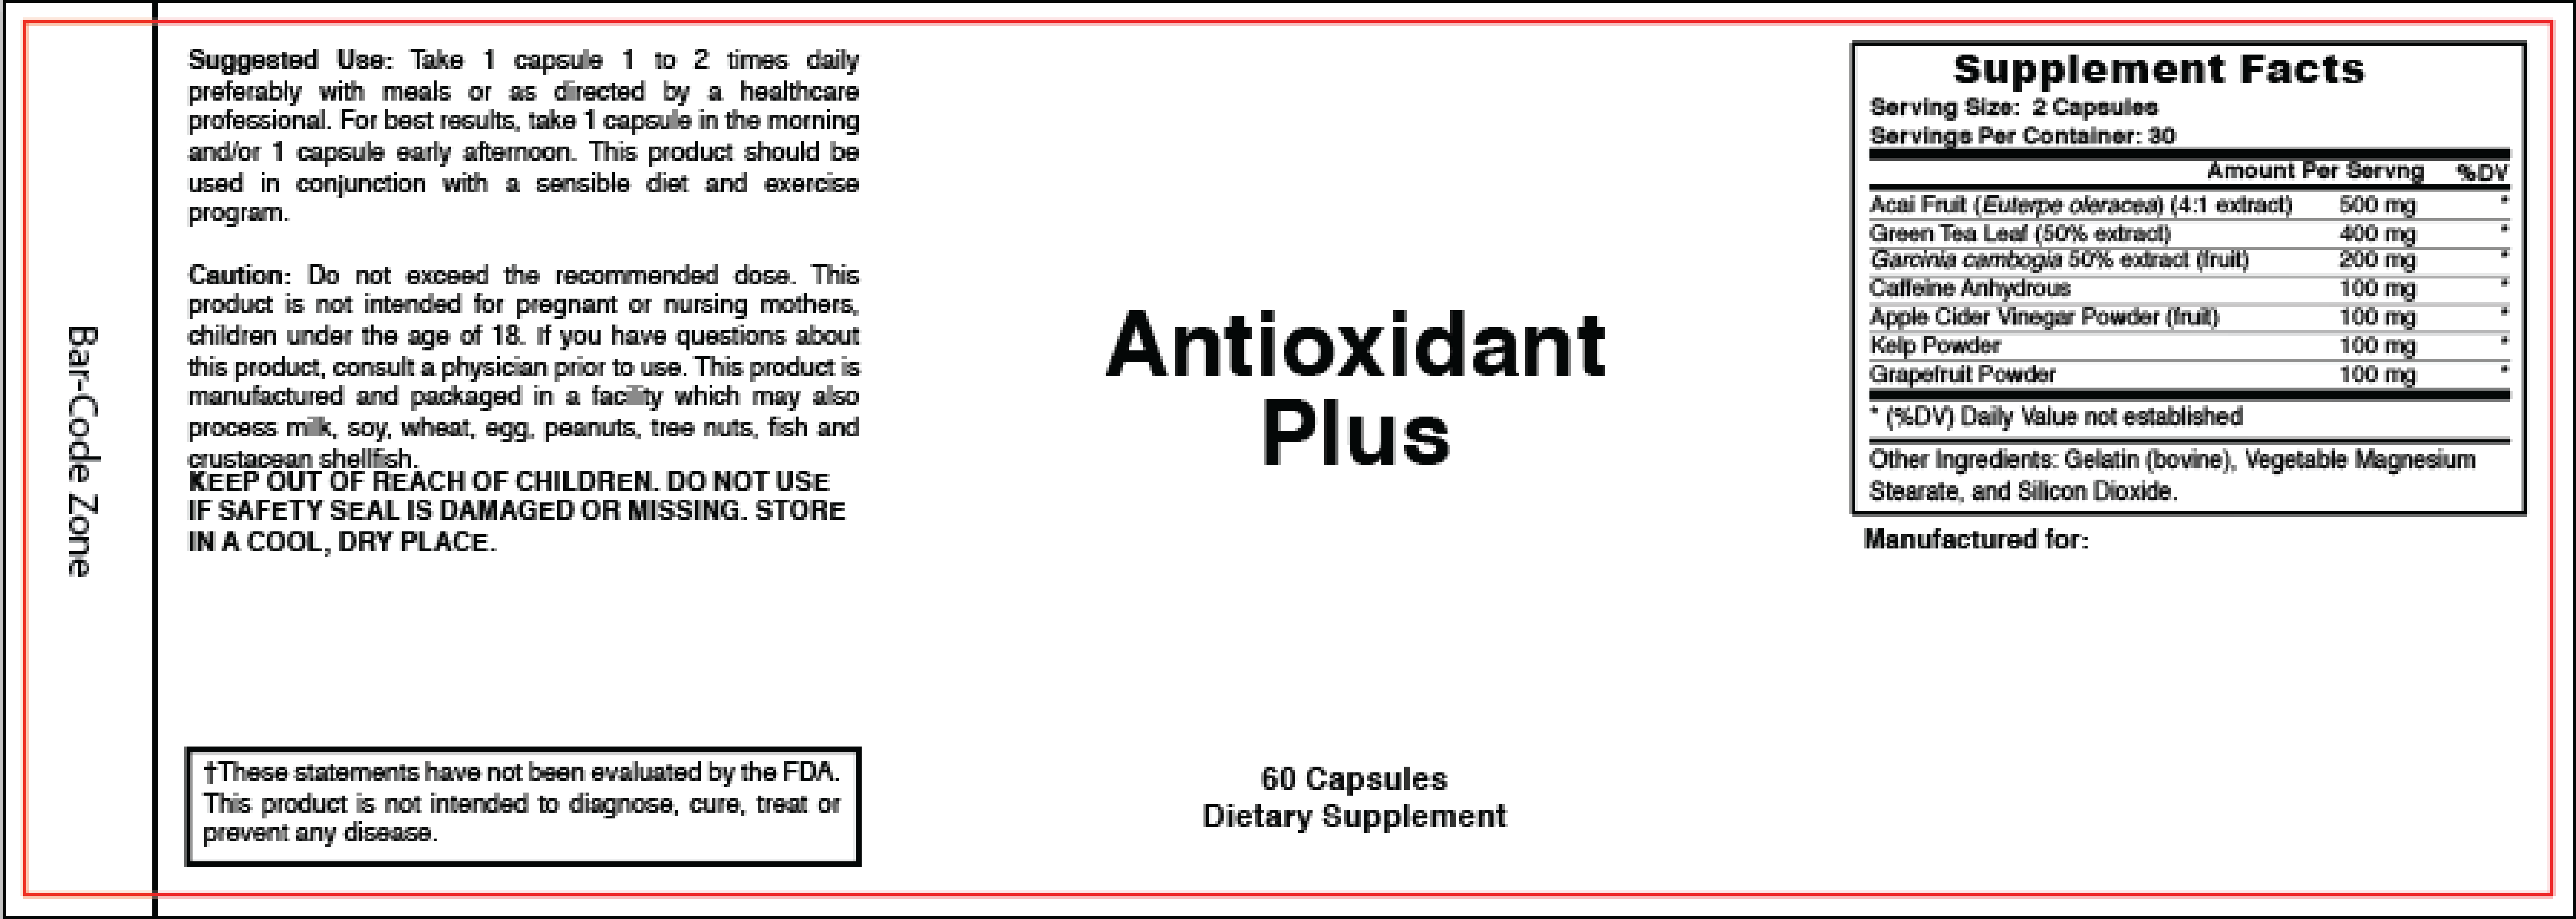 Bar-Code Zone
Suggested Use: Take 1 capsule 1 to 2 times daily
preferably with meals or as directed by a healthcare
professional. For best results, take 1 capsule in the morning
and/or 1 capsule early afternoon. This product should be
used in conjunction with a sensible diet and exercise
program.
Caution: Do not exceed the recommended dose. This
product is not intended for pregnant or nursing mothers,
children under the age of 18. If you have questions about
this product, consult a physician prior to use. This product is
manufactured and packaged in a facility which may also
process milk, soy, wheat, egg, peanuts, tree nuts, fish and
crustacean shellfish.
KEEP OUT OF REACH OF CHILDREN. DO NOT USE
IF SAFETY SEAL IS DAMAGED OR MISSING. STORE
IN A COOL, DRY PLACE.
†These statements have not been evaluated by the FDA.
This product is not intended to diagnose, cure, treat or
prevent any disease.
Antioxidant
Plus
60 Capsules
Dietary Supplement
Supplement Facts
Serving Size: 2 Capsules
Servings Per Container: 30
Amount Per Servng %DV
Acai Fruit (Euterpe oleracea) (4:1 extract) 500 mg *
Green Tea Leaf (50% extract) 400 mg *
Garcinia cambogia 50% extract (fruit) 200 mg *
Caffeine Anhydrous 100 mg *
Apple Cider Vinegar Powder (fruit) 100 mg *
Kelp Powder 100 mg *
Grapefruit Powder 100 mg *
* (%DV) Daily Value not established
Other Ingredients: Gelatin (bovine), Vegetable Magnesium
Stearate, and Silicon Dioxide.
Manufactured for: